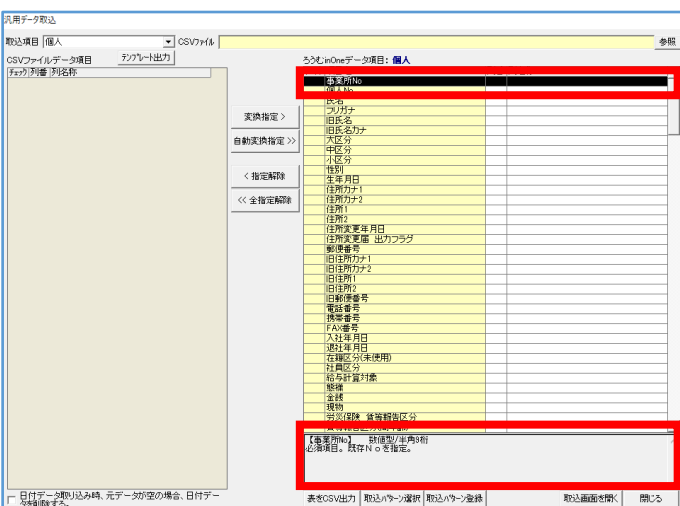 汎用データ取込
取込項目 個人 CSVファイル 参照
CSVファイルデータ項目 テンプレート出力 ろうむinOneデータ項目: 個人
チェック 列番 列名称
変換指定 >
自動変換指定 >>
< 指定解除
<< 全指定解除
事業所No
個人No
氏名
フリガナ
旧氏名
旧氏名カナ
大区分
中区分
小区分
性別
生年月日
住所カナ1
住所カナ2
住所1
住所2
住所変更年月日
住所変更届 出力フラグ
郵便番号
旧住所カナ1
旧住所カナ2
旧住所1
旧住所2
旧郵便番号
電話番号
携帯番号
FAX番号
入社年月日
退社年月日
在籍区分(未使用)
社員区分
給与計算対象
態様
金銭
現物
労災保険 賃等報告区分
【事業所No】 数値型/半角9桁
必須項目。既存Noを指定。
日付データ取り込み時、元データが空の場合、日付デー
タを削除する。
表をCSV出力 取込パターン選択 取込パターン登録 取込画面を開く 閉じる